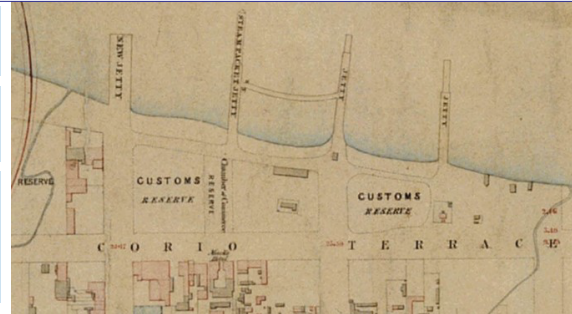 NEW JETTY
STEAMPACKET JETTY
JETTY
JETTY
RESERVE
CUSTOMS
RESERVE
Chamber of Commerce
RESERVE
CUSTOMS
RESERVE
CORIO TERRACE